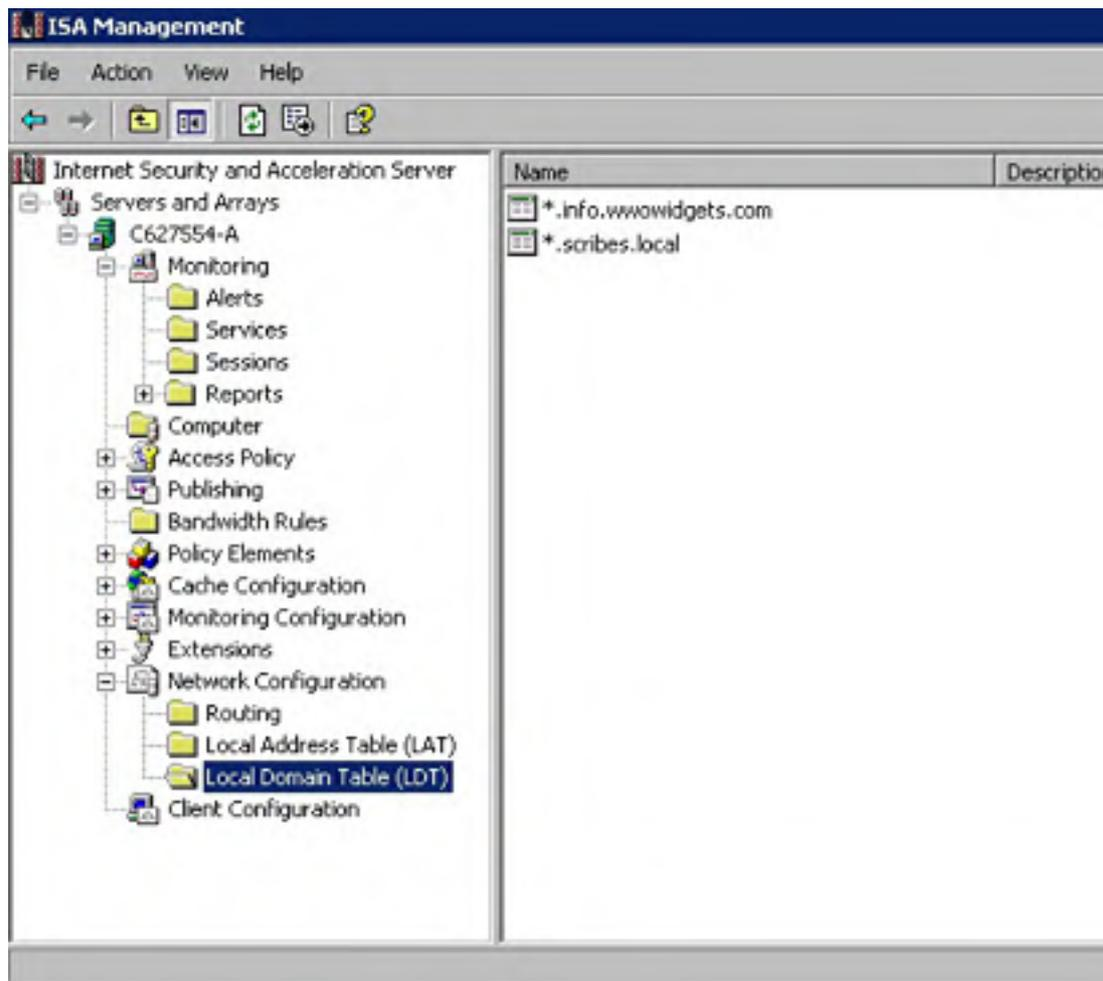 ISA Management
File Action View Help
Internet Security and Acceleration Server
Servers and Arrays
C627554-A
Monitoring
Alerts
Services
Sessions
Reports
Computer
Access Policy
Publishing
Bandwidth Rules
Policy Elements
Cache Configuration
Monitoring Configuration
Extensions
Network Configuration
Routing
Local Address Table (LAT)
Local Domain Table (LDT)
Client Configuration
Name Descriptio
*.info.wwowidgets.com
*.scribes.local